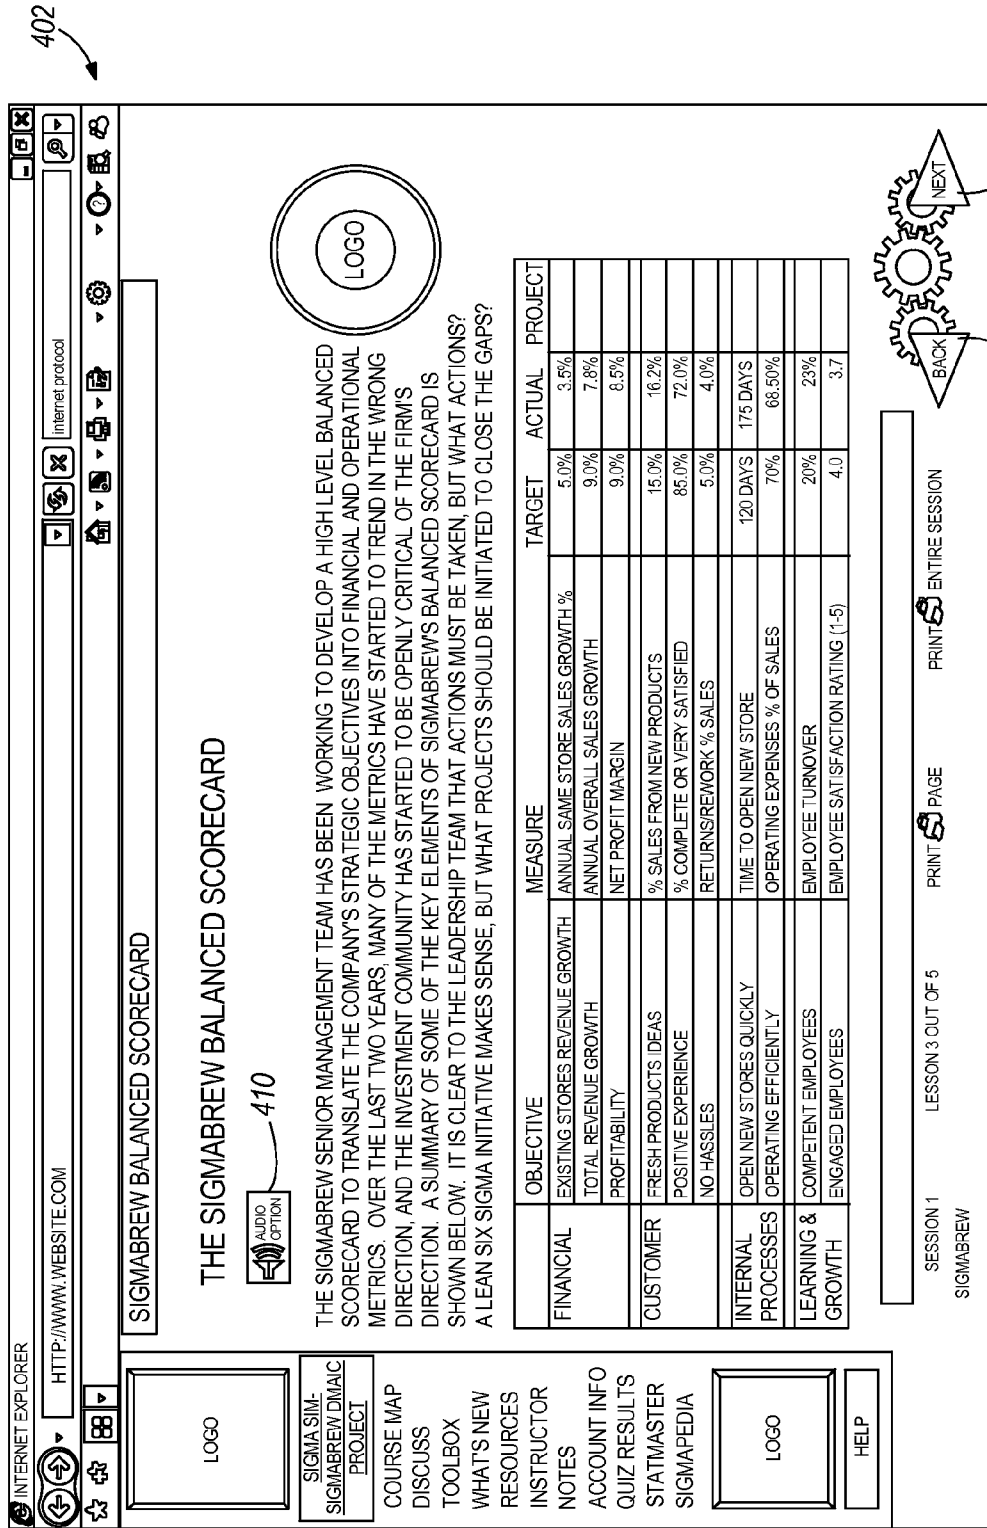 402
INTERNET EXPLORER
HTTP://WWW.WEBSITE.COM
internet protocol
LOGO
SIGMA SIM-
SIGMABREW DMAIC
PROJECT
COURSE MAP
DISCUSS
TOOLBOX
WHAT'S NEW
RESOURCES
INSTRUCTOR
NOTES
ACCOUNT INFO
QUIZ RESULTS
STATMASTER
SIGMAPEDIA
LOGO
HELP
SIGMABREW BALANCED SCORECARD
THE SIGMABREW BALANCED SCORECARD
AUDIO
OPTION
410
LOGO
THE SIGMABREW SENIOR MANAGEMENT TEAM HAS BEEN WORKING TO DEVELOP A HIGH LEVEL BALANCED
SCORECARD TO TRANSLATE THE COMPANY'S STRATEGIC OBJECTIVES INTO FINANCIAL AND OPERATIONAL
METRICS. OVER THE LAST TWO YEARS, MANY OF THE METRICS HAVE STARTED TO TREND IN THE WRONG
DIRECTION, AND THE INVESTMENT COMMUNITY HAS STARTED TO BE OPENLY CRITICAL OF THE FIRM'S
DIRECTION. A SUMMARY OF SOME OF THE KEY ELEMENTS OF SIGMABREW'S BALANCED SCORECARD IS
SHOWN BELOW. IT IS CLEAR TO THE LEADERSHIP TEAM THAT ACTIONS MUST BE TAKEN, BUT WHAT ACTIONS?
A LEAN SIX SIGMA INITIATIVE MAKES SENSE, BUT WHAT PROJECTS SHOULD BE INITIATED TO CLOSE THE GAPS?
OBJECTIVE MEASURE TARGET ACTUAL PROJECT
FINANCIAL EXISTING STORES REVENUE GROWTH ANNUAL SAME STORE SALES GROWTH % 5.0% 3.5%
TOTAL REVENUE GROWTH ANNUAL OVERALL SALES GROWTH 9.0% 7.8%
PROFITABILITY NET PROFIT MARGIN 9.0% 8.5%
CUSTOMER FRESH PRODUCTS IDEAS % SALES FROM NEW PRODUCTS 15.0% 16.2%
POSITIVE EXPERIENCE % COMPLETE OR VERY SATISFIED 85.0% 72.0%
NO HASSLES RETURNS/REWORK % SALES 5.0% 4.0%
INTERNAL OPEN NEW STORES QUICKLY TIME TO OPEN NEW STORE 120 DAYS 175 DAYS
PROCESSES OPERATING EFFICIENTLY OPERATING EXPENSES % OF SALES 70% 68.50%
LEARNING & COMPETENT EMPLOYEES EMPLOYEE TURNOVER 20% 23%
GROWTH ENGAGED EMPLOYEES EMPLOYEE SATISFACTION RATING (1-5) 4.0 3.7
BACK NEXT
SESSION 1 LESSON 3 OUT OF 5 PRINT PAGE PRINT ENTIRE SESSION
SIGMABREW